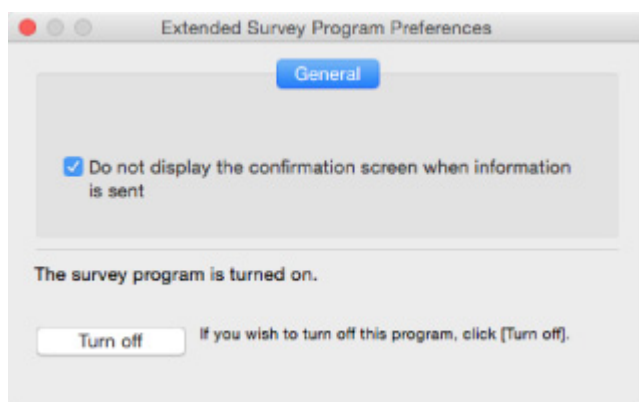 Extended Survey Program Preferences
General
Do not display the confirmation screen when information
is sent
The survey program is turned on.
Turn off
If you wish to turn off this program, click [Turn off].